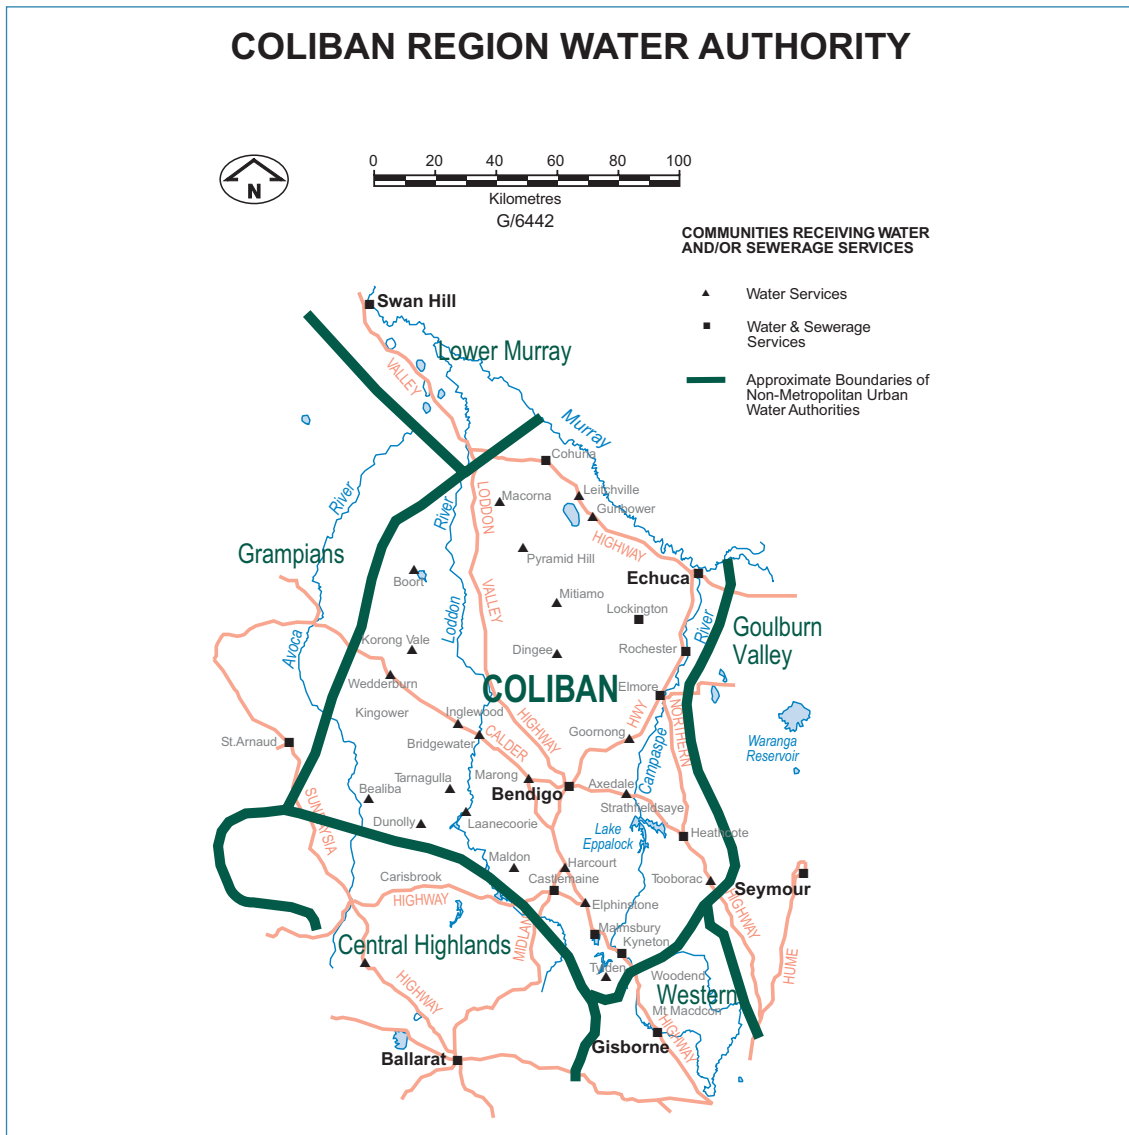 COLIBAN REGION WATER AUTHORITY
0 20 40 60 80 100
Kilometres
G/6442
N
COMMUNITIES RECEIVING WATER
AND/OR SEWERAGE SERVICES
Water Services
Water & Sewerage
Services
Approximate Boundaries of
Non-Metropolitan Urban
Water Authorities
Swan Hill
Lower Murray
VALLEY
Murray
Cohuna
Leitchville
Macorna
Gunbower
LODDON
River
River
HIGHWAY
Grampians
Pyramid Hill
Boort
Echuca
VALLEY
Mitiamo
Lockington
Loddon
River
Goulburn
Valley
Avoca
Korong Vale
Dingee
Rochester
Wedderburn
COLIBAN
Elmore
Kingower
Inglewood
HIGHWAY
HWY
NORTHERN
St.Arnaud
Bridgewater
CALDER
Goornong
Campaspe
Waranga
Reservoir
Tarnagulla
Marong
Bealiba
Bendigo
Axedale
Strathfieldsaye
SUNRAYSIA
Dunolly
Laanecoorie
Lake
Eppalock
Heathcote
Maldon
Harcourt
Carisbrook
Castlemaine
Tooborac
Seymour
HIGHWAY
Elphinstone
HIGHWAY
MIDLAN
Malmsbury
Kyneton
Central Highlands
HUME
Tylden
Woodend
HIGHWAY
Western
Mt Macdcon
HIGHWAY
Gisborne
Ballarat